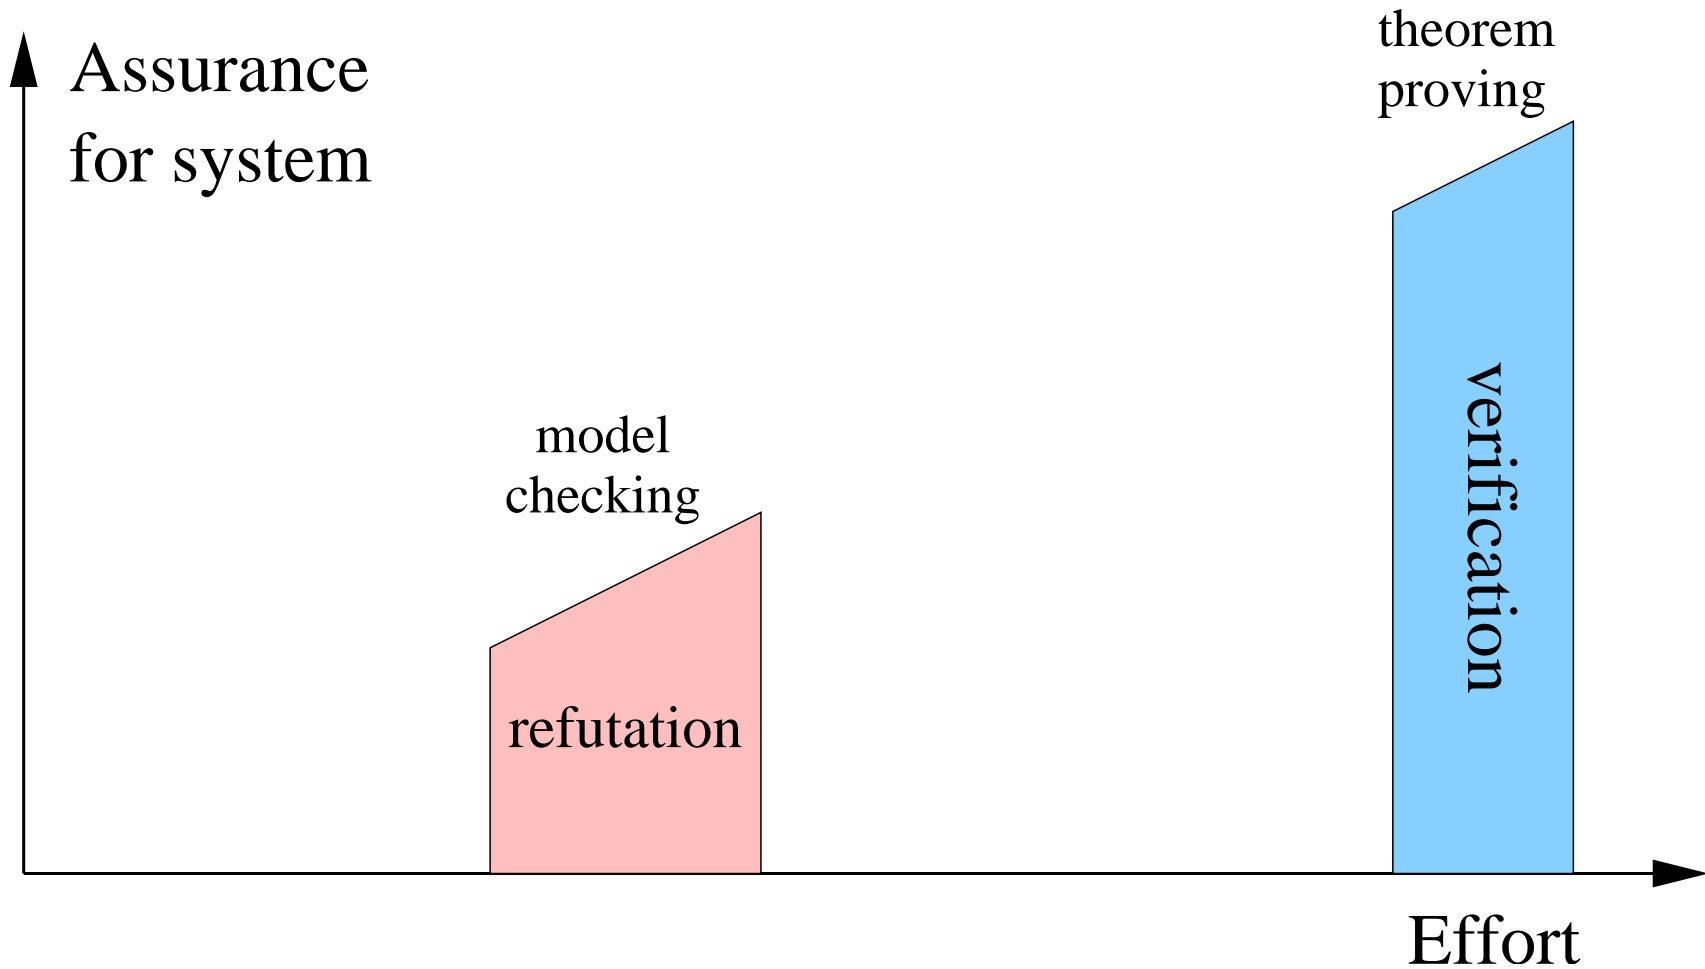 Assurance
for system
theorem
proving
model
checking
refutation
verification
Effort